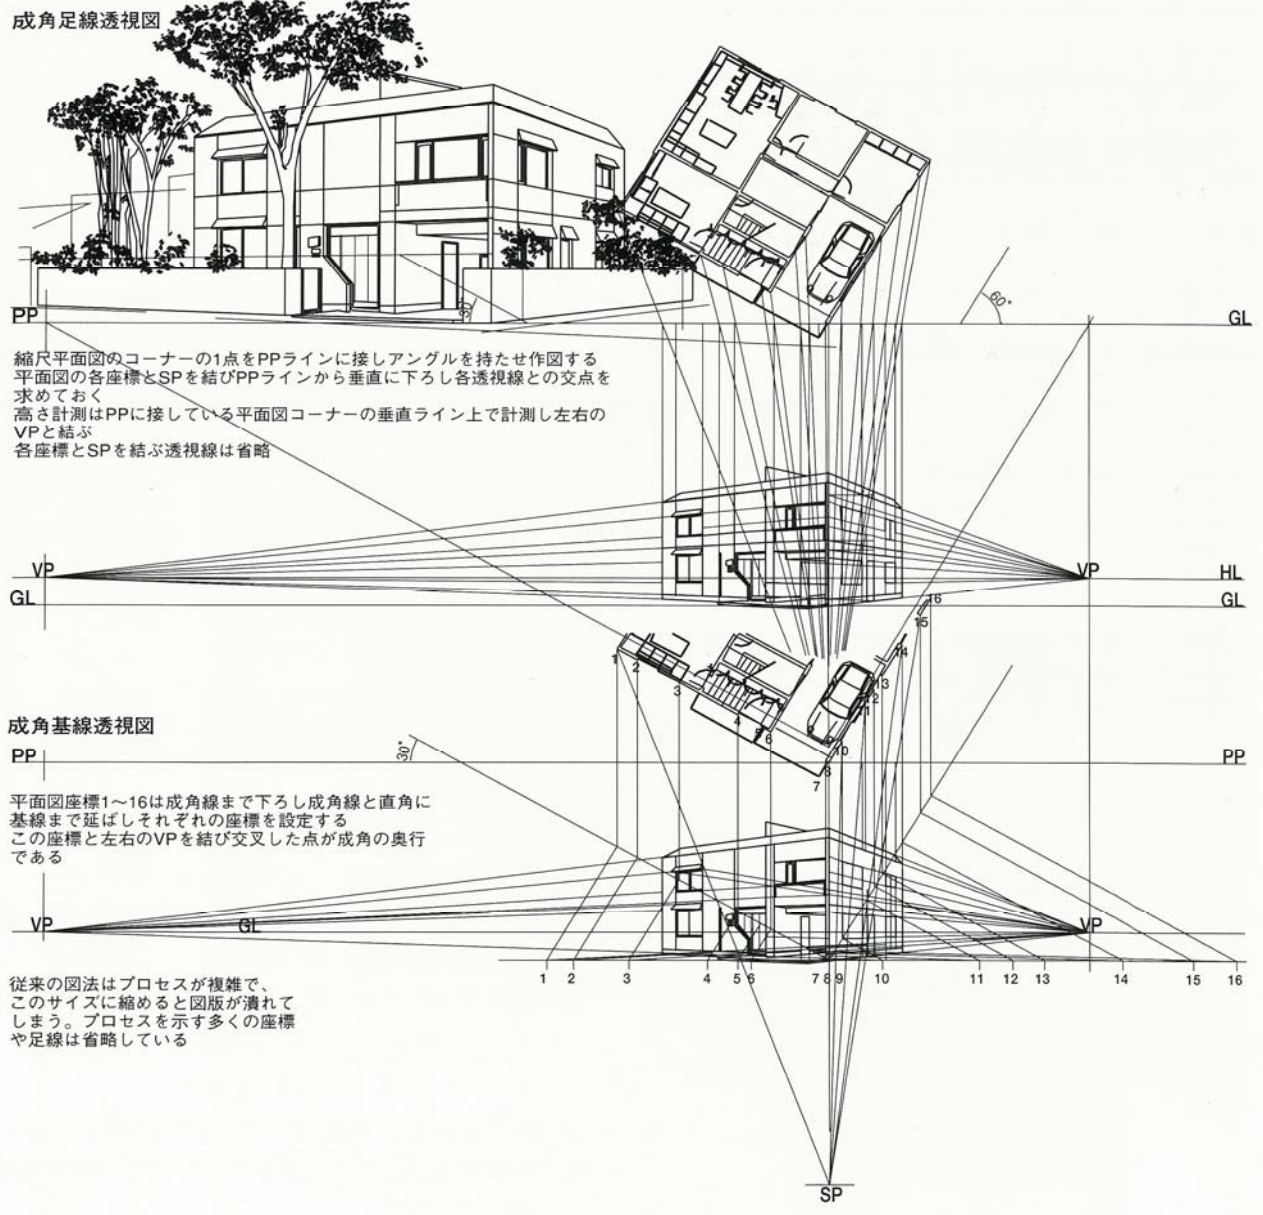 成角足線透視図
30°
60°
PP
GL
縮尺平面図のコーナーの1点をPPラインに接しアングルを持たせ作図する
平面図の各座標とSPを結びPPラインから垂直に下ろし各透視線との交点を
求めておく
高さ計測はPPに接している平面図コーナーの垂直ライン上で計測し左右の
VPと結ぶ
各座標とSPを結ぶ透視線は省略
VP
VP
HL
GL
GL
16
15
14
1
2
3
13
12
11
4
5
6
10
7
8
成角基線透視図
30°
PP
PP
平面図座標1〜16は成角線まで下ろし成角線と直角に
基線まで延ばしそれぞれの座標を設定する
この座標と左右のVPを結び交叉した点が成角の奥行
である
VP
GL
VP
1 2 3 4 5 6 7 8 9 10 11 12 13 14 15 16
従来の図法はプロセスが複雑で、
このサイズに縮めると図版が潰れて
しまう。プロセスを示す多くの座標
や足線は省略している
SP